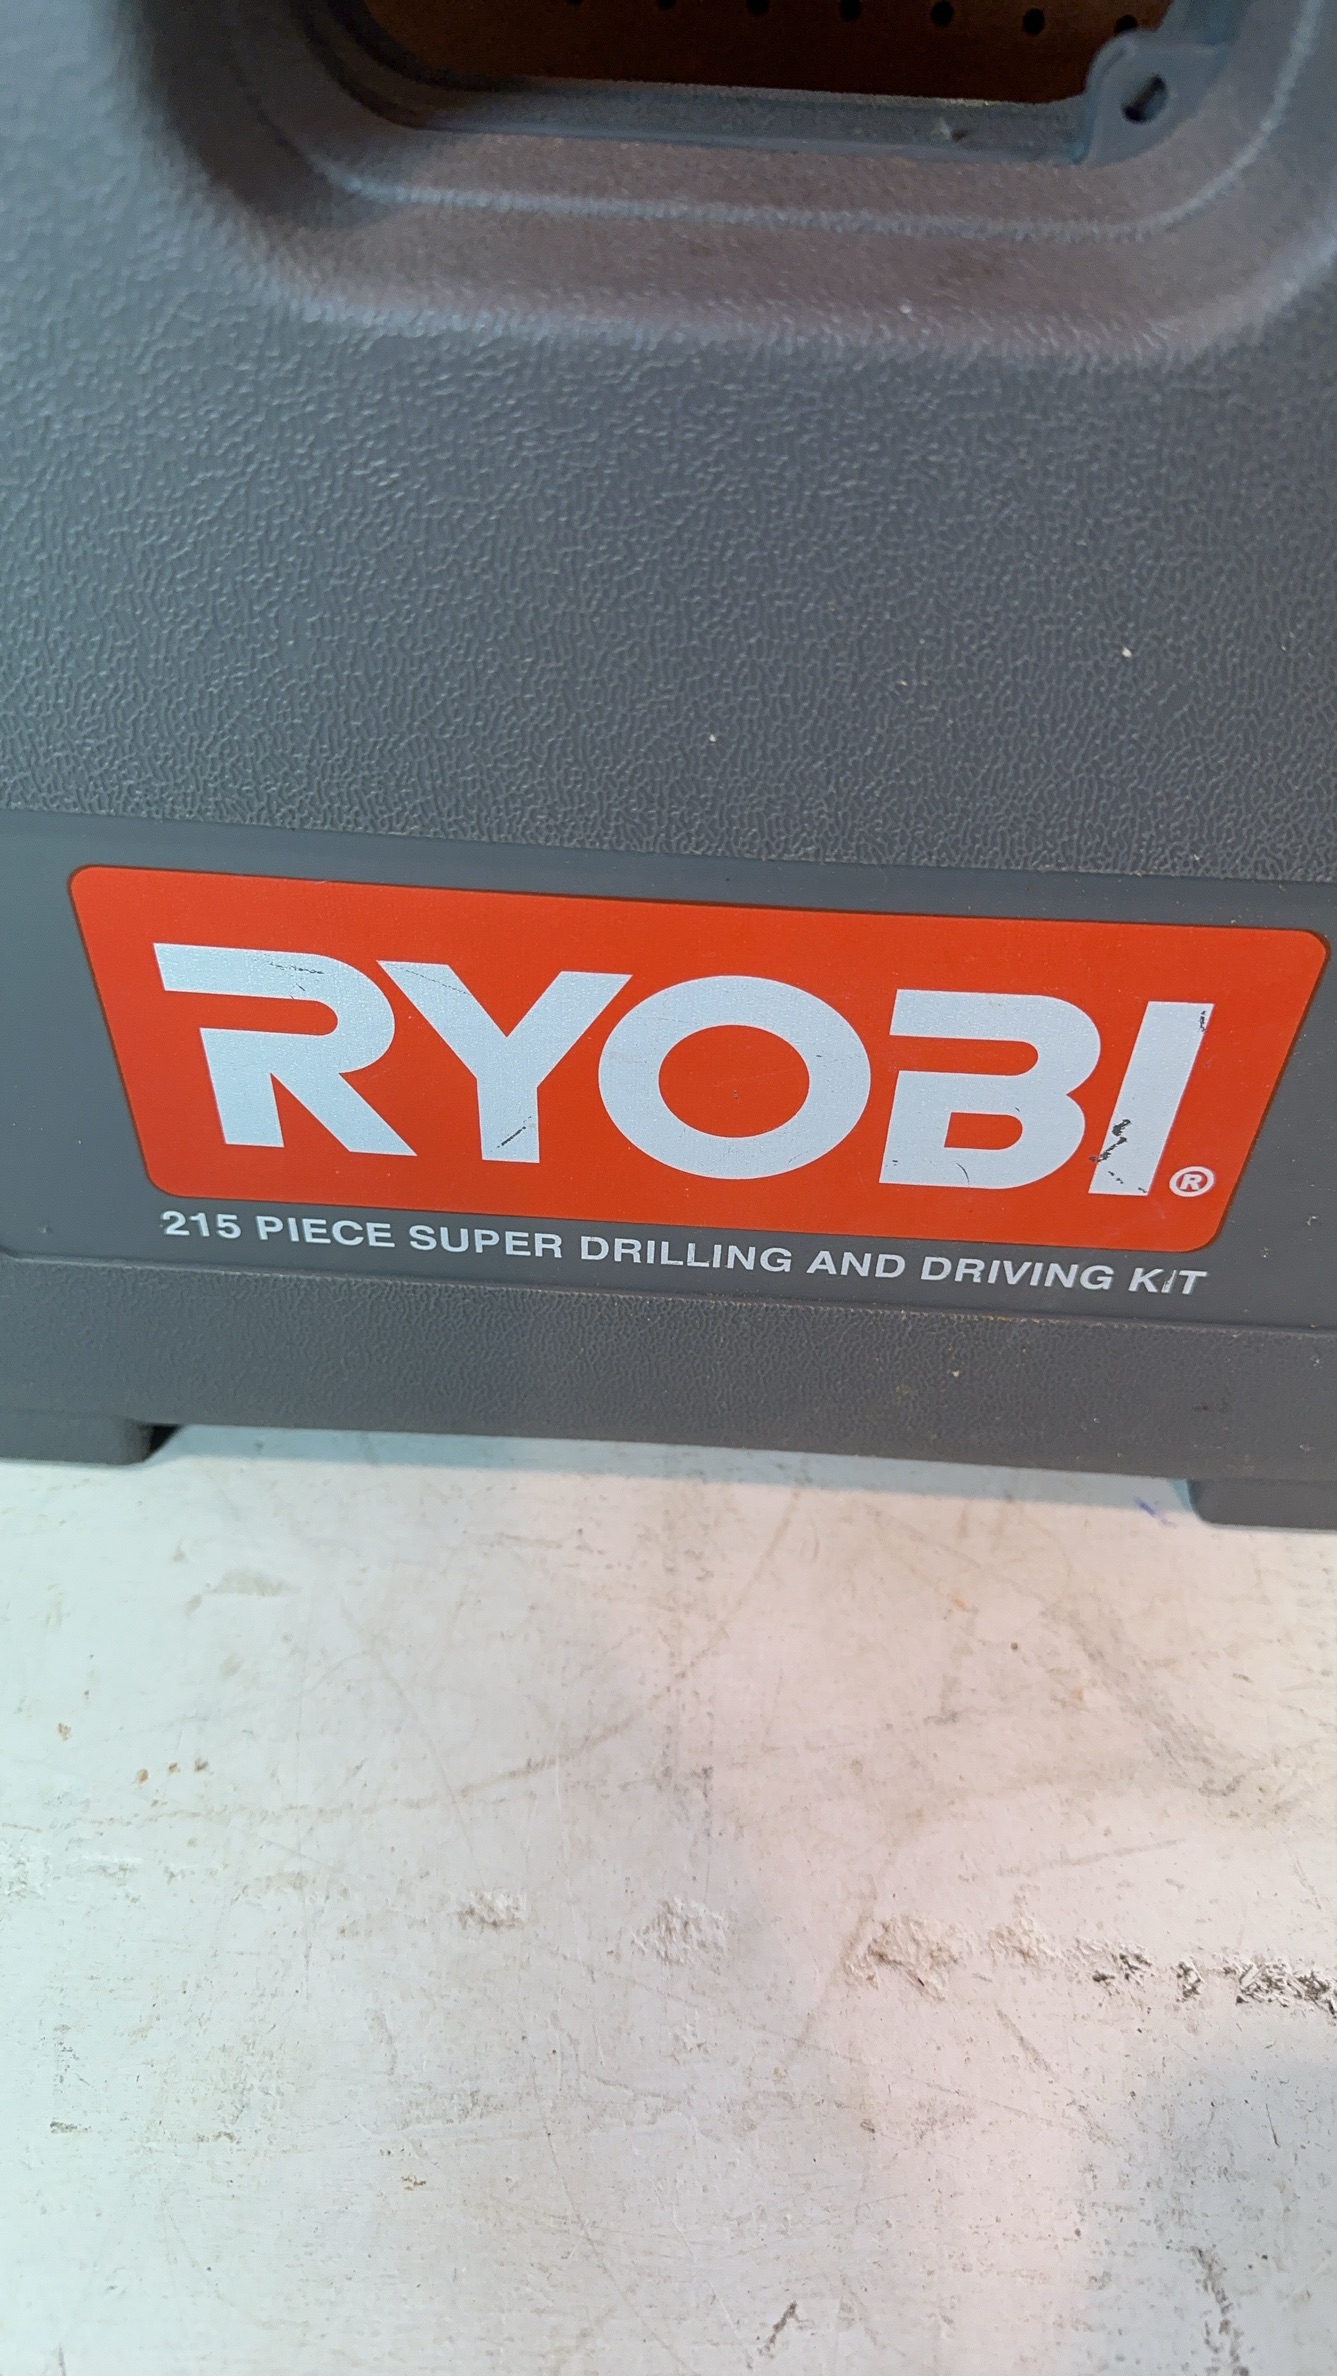 RYOBI®
215 PIECE SUPER DRILLING AND DRIVING KIT